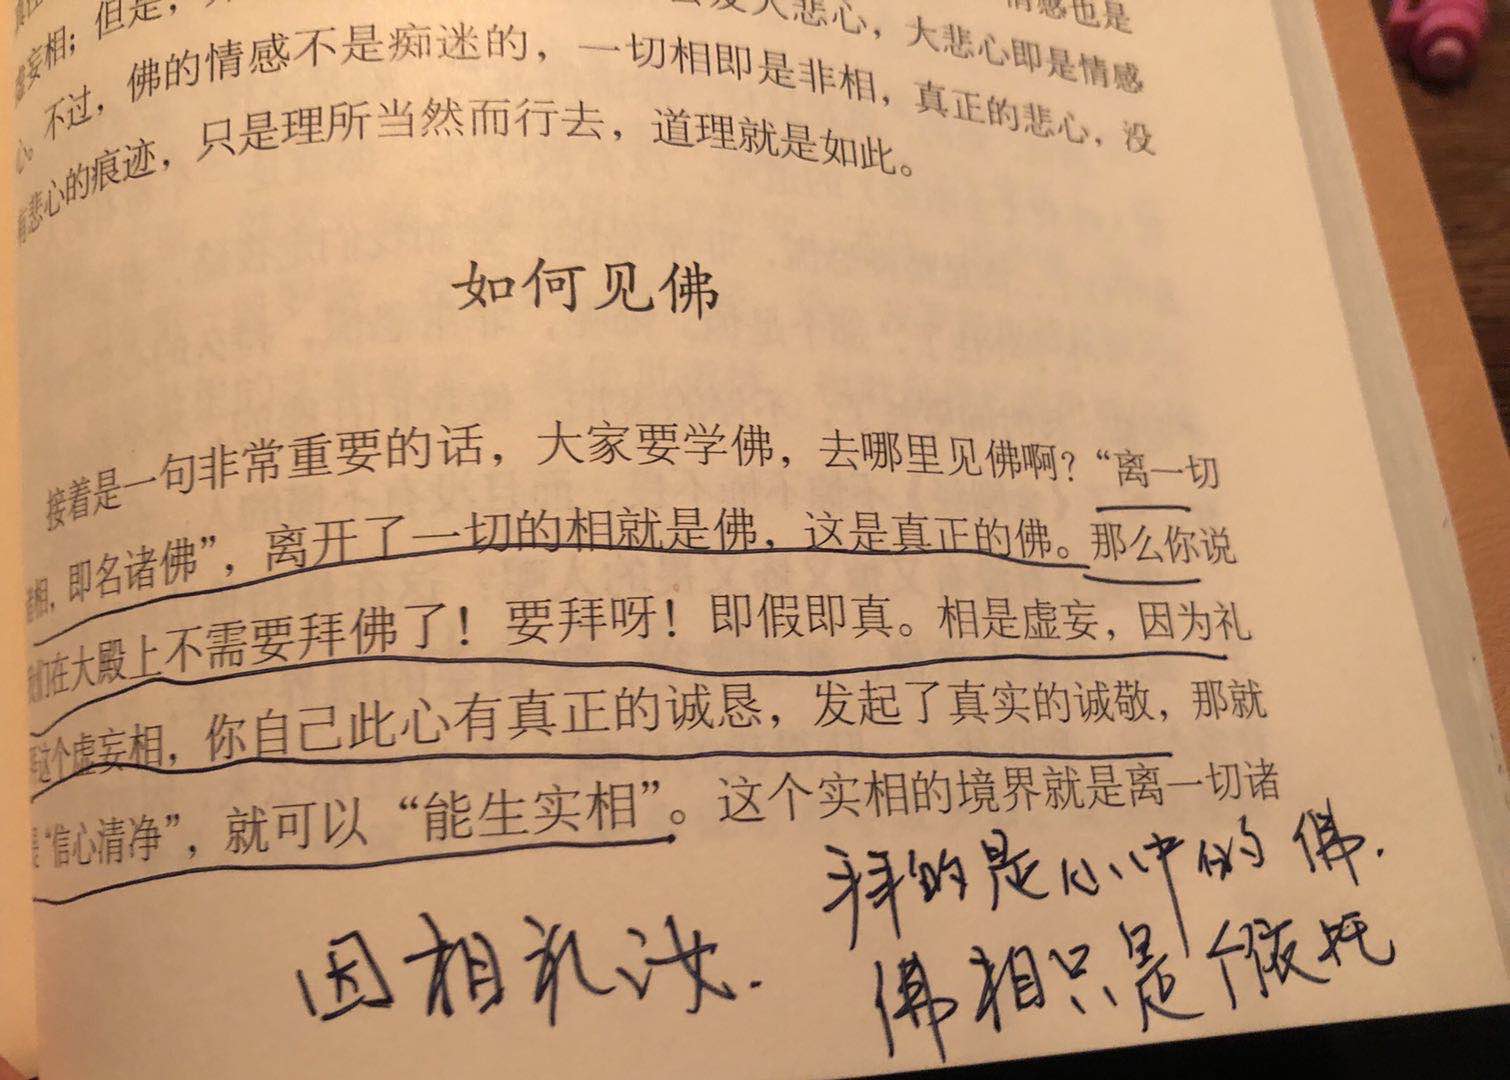 虚妄相；但是，
发大悲心，大悲心即是情感
情感也是
心。不过，佛的情感不是痴迷的，一切相即是非相，真正的悲心，没
有悲心的痕迹，只是理所当然而行去，道理就是如此。
如何见佛
接着是一句非常重要的话，大家要学佛，去哪里见佛啊？“离一切
诸相，即名诸佛”，离开了一切的相就是佛，这是真正的佛。那么你说
我们在大殿上不需要拜佛了！要拜呀！即假即真。相是虚妄，因为礼
拜这个虚妄相，你自己此心有真正的诚恳，发起了真实的诚敬，那就
是“信心清净”，就可以“能生实相”。这个实相的境界就是离一切诸
拜的是心中的佛.
因相礼汝.
佛相只是个依托